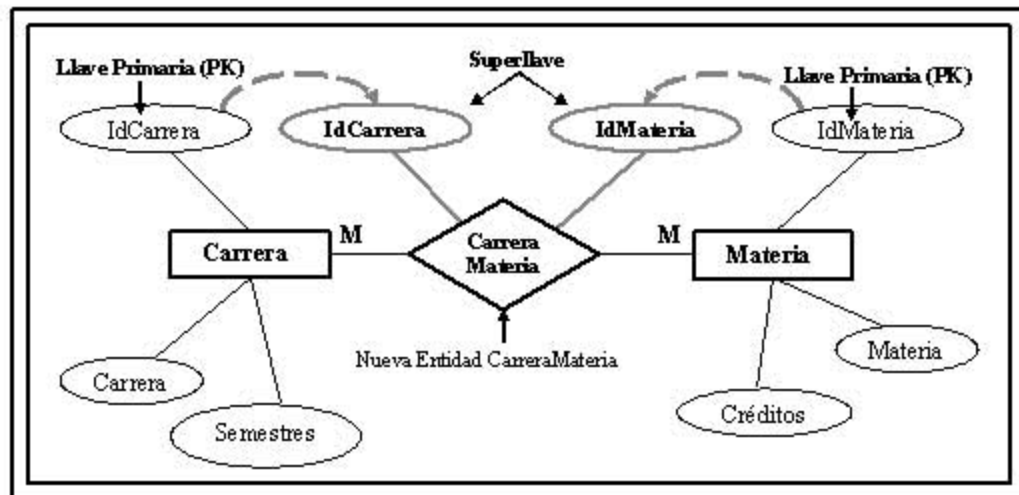 Superllave
Llave Primaria (PK)
Llave Primaria (PK)
IdCarrera
IdCarrera
IdMateria
IdMateria
Carrera
M
Carrera
Materia
M
Materia
Nueva Entidad CarreraMateria
Carrera
Semestres
Créditos
Materia